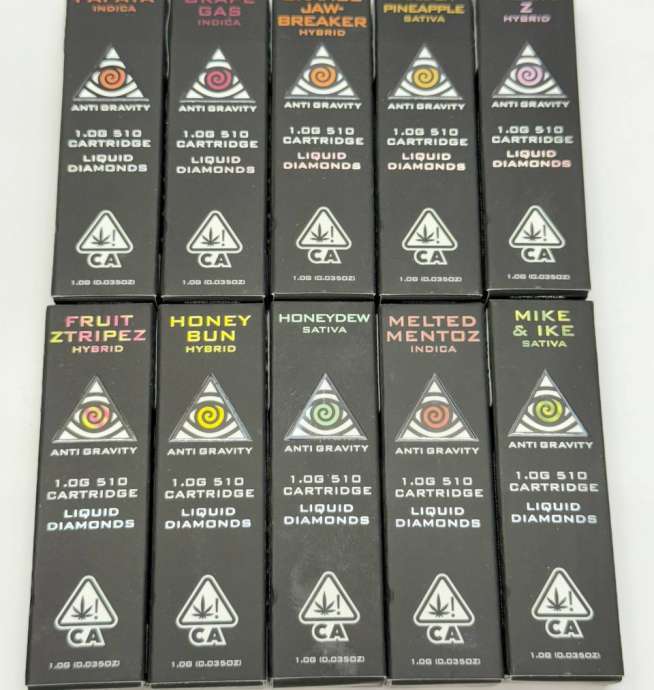 INDICA
GAS
INDICA
JAW-
BREAKER
HYBRID
PINEAPPLE
SATIVA
Z
HYBRID
ANTI GRAVITY
ANTI GRAVITY
ANTI GRAVITY
ANTI GRAVITY
ANTI GRAVITY
1.0G 510
CARTRIDGE
LIQUID
DIAMONDS
1.0G 510
CARTRIDGE
LIQUID
DIAMONDS
1.0G 510
CARTRIDGE
LIQUID
DIAMONDS
1.0G 510
CARTRIDGE
LIQUID
DIAMONDS
1.0G 510
CARTRIDGE
LIQUID
DIAMONDS
!
CA
!
CA
!
CA
!
CA
!
CA
1.0G (0.035OZ)
1.0G (0.035OZ)
1.0G (0.035OZ)
1.0G (0.035OZ)
1.0G (0.035OZ)
FRUIT
ZTRIPEZ
HYBRID
HONEY
BUN
HYBRID
HONEYDEW
SATIVA
MELTED
MENTOZ
INDICA
MIKE
& IKE
SATIVA
ANTI GRAVITY
ANTI GRAVITY
ANTI GRAVITY
ANTI GRAVITY
ANTI GRAVITY
1.0G 510
CARTRIDGE
LIQUID
DIAMONDS
1.0G 510
CARTRIDGE
LIQUID
DIAMONDS
1.0G 510
CARTRIDGE
LIQUID
DIAMONDS
1.0G 510
CARTRIDGE
LIQUID
DIAMONDS
1.0G 510
CARTRIDGE
LIQUID
DIAMONDS
!
CA
!
CA
!
CA
!
CA
!
CA
1.0G (0.035OZ)
1.0G (0.035OZ)
1.0G (0.035OZ)
1.0G (0.035OZ)
1.0G (0.035OZ)